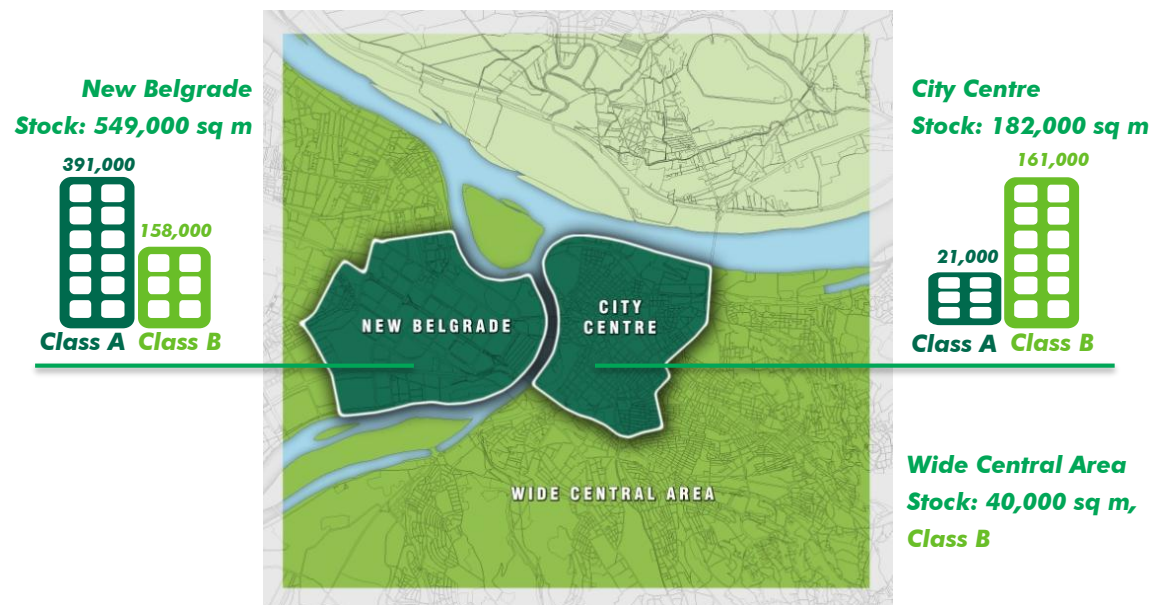 New Belgrade
Stock: 549,000 sq m
391,000
158,000
Class A Class B
NEW BELGRADE
CITY
CENTRE
WIDE CENTRAL AREA
City Centre
Stock: 182,000 sq m
161,000
21,000
Class A Class B
Wide Central Area
Stock: 40,000 sq m,
Class B